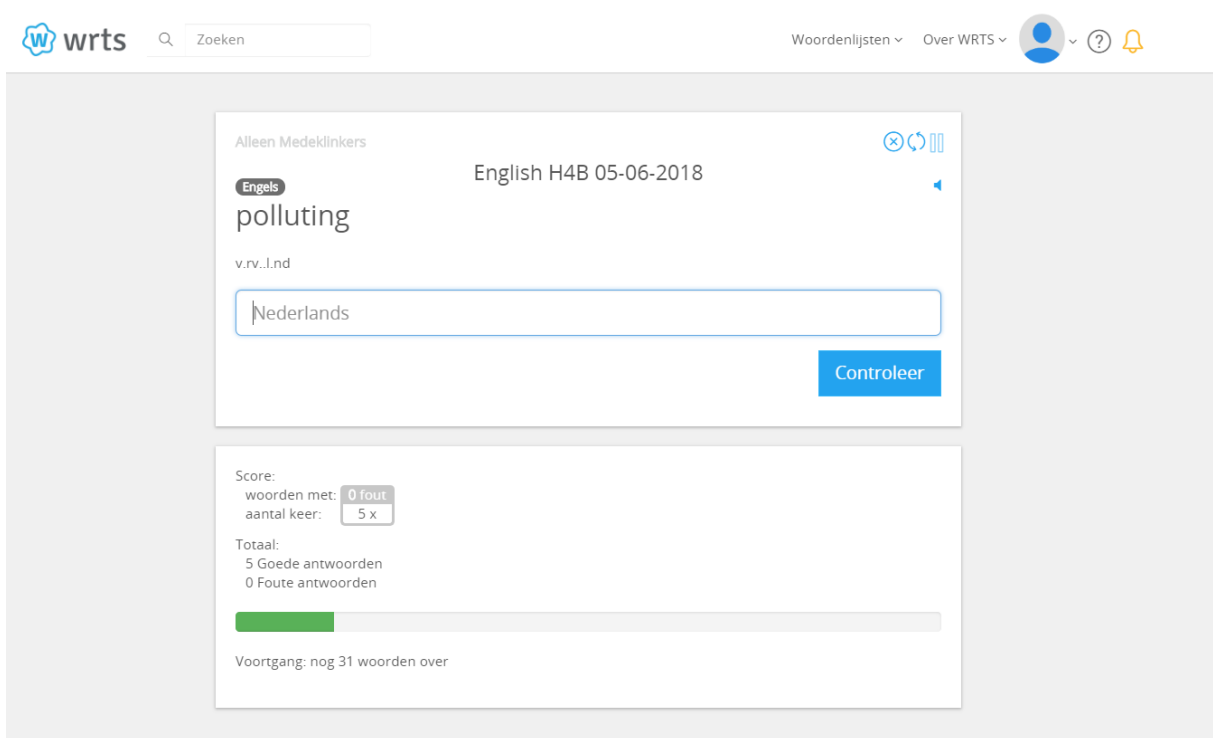 wrts
Zoeken
Woordenlijsten
Over WRTS
Alleen Medeklinkers
English H4B 05-06-2018
Engels
polluting
v.rv..l.nd
Nederlands
Controleer
Score:
woorden met: 0 fout
aantal keer: 5 x
Totaal:
5 Goede antwoorden
0 Foute antwoorden
Voortgang: nog 31 woorden over